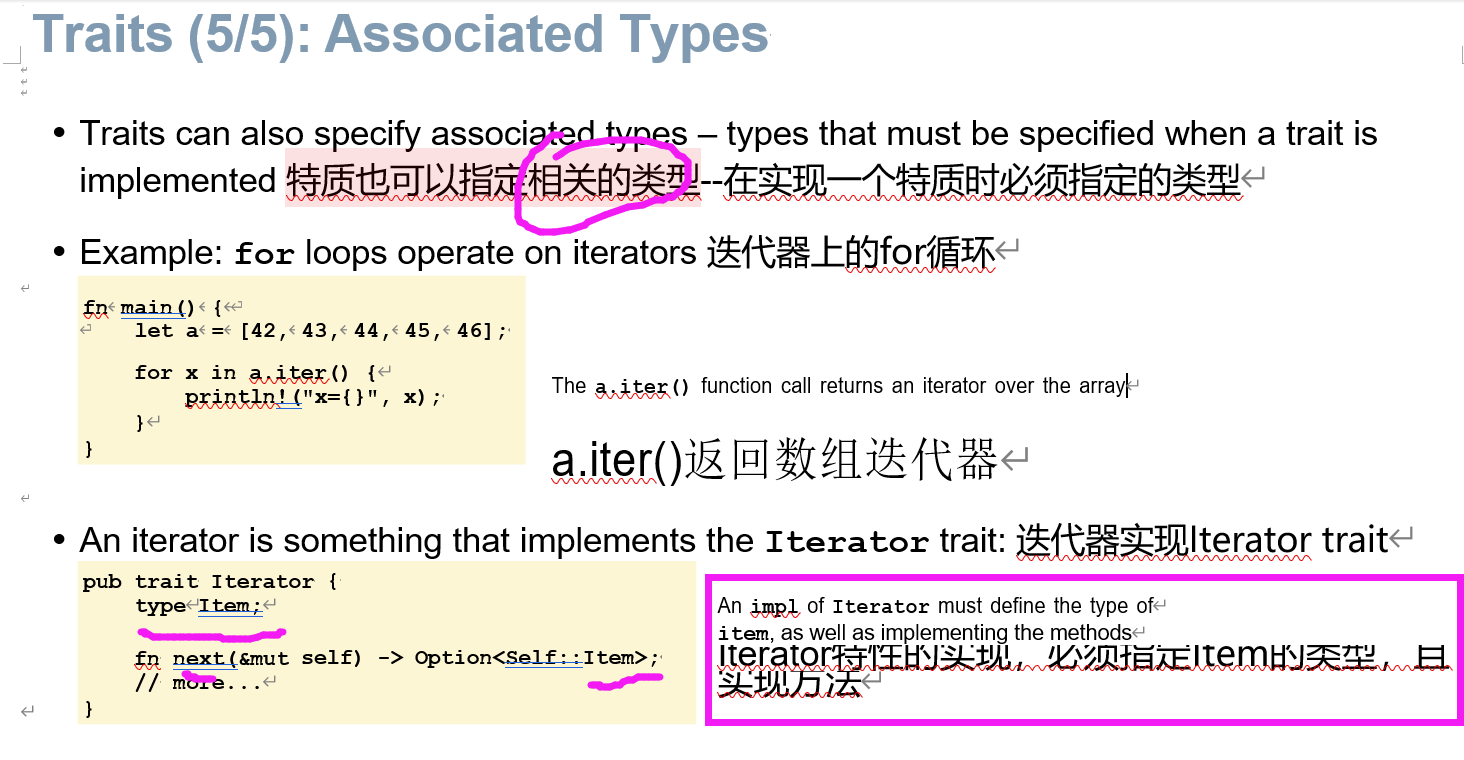 Traits (5/5): Associated Types
• Traits can also specify associated types – types that must be specified when a trait is
implemented 特质也可以指定相关的类型--在实现一个特质时必须指定的类型
• Example: for loops operate on iterators 迭代器上的for循环
fn main() {
let a = [42, 43, 44, 45, 46];
for x in a.iter() {
println!("x={}", x);
}
}
The a.iter() function call returns an iterator over the array
a.iter()返回数组迭代器
• An iterator is something that implements the Iterator trait: 迭代器实现Iterator trait
pub trait Iterator {
type Item;
fn next(&mut self) -> Option<Self::Item>;
// more...
}
An impl of Iterator must define the type of
item, as well as implementing the methods
Iterator特性的实现，必须指定Item的类型，且
实现方法